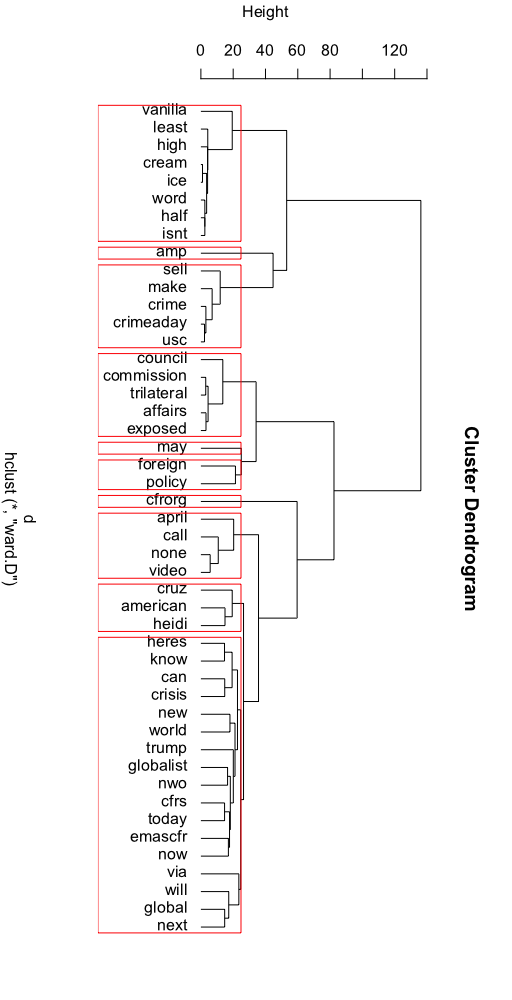 Height
0 20 40 60 80 120
vanilla
least
high
cream
ice
word
half
isnt
amp
sell
make
crime
crimeaday
usc
council
commission
trilateral
affairs
exposed
may
foreign
policy
cfrorg
april
call
none
video
cruz
american
heidi
heres
know
can
crisis
new
world
trump
globalist
nwo
cfrs
today
emascfr
now
via
will
global
next
Cluster Dendrogram
d
hclust (*, "ward.D")